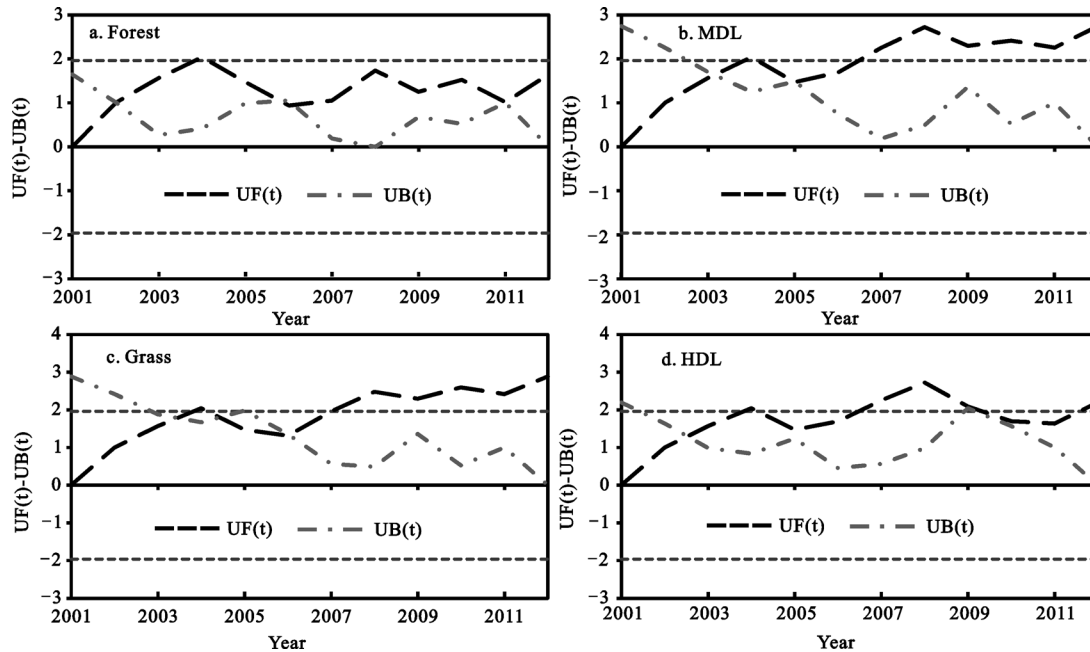 a. Forest
UF(t)-UB(t)
3
2
1
0
−1
−2
−3
UF(t) UB(t)
2001 2003 2005 2007 2009 2011
Year
b. MDL
UF(t)-UB(t)
3
2
1
0
−1
−2
−3
UF(t) UB(t)
2001 2003 2005 2007 2009 2011
Year
c. Grass
UF(t)-UB(t)
4
3
2
1
0
−1
−2
−3
UF(t) UB(t)
2001 2003 2005 2007 2009 2011
Year
d. HDL
UF(t)-UB(t)
4
3
2
1
0
−1
−2
−3
UF(t) UB(t)
2001 2003 2005 2007 2009 2011
Year